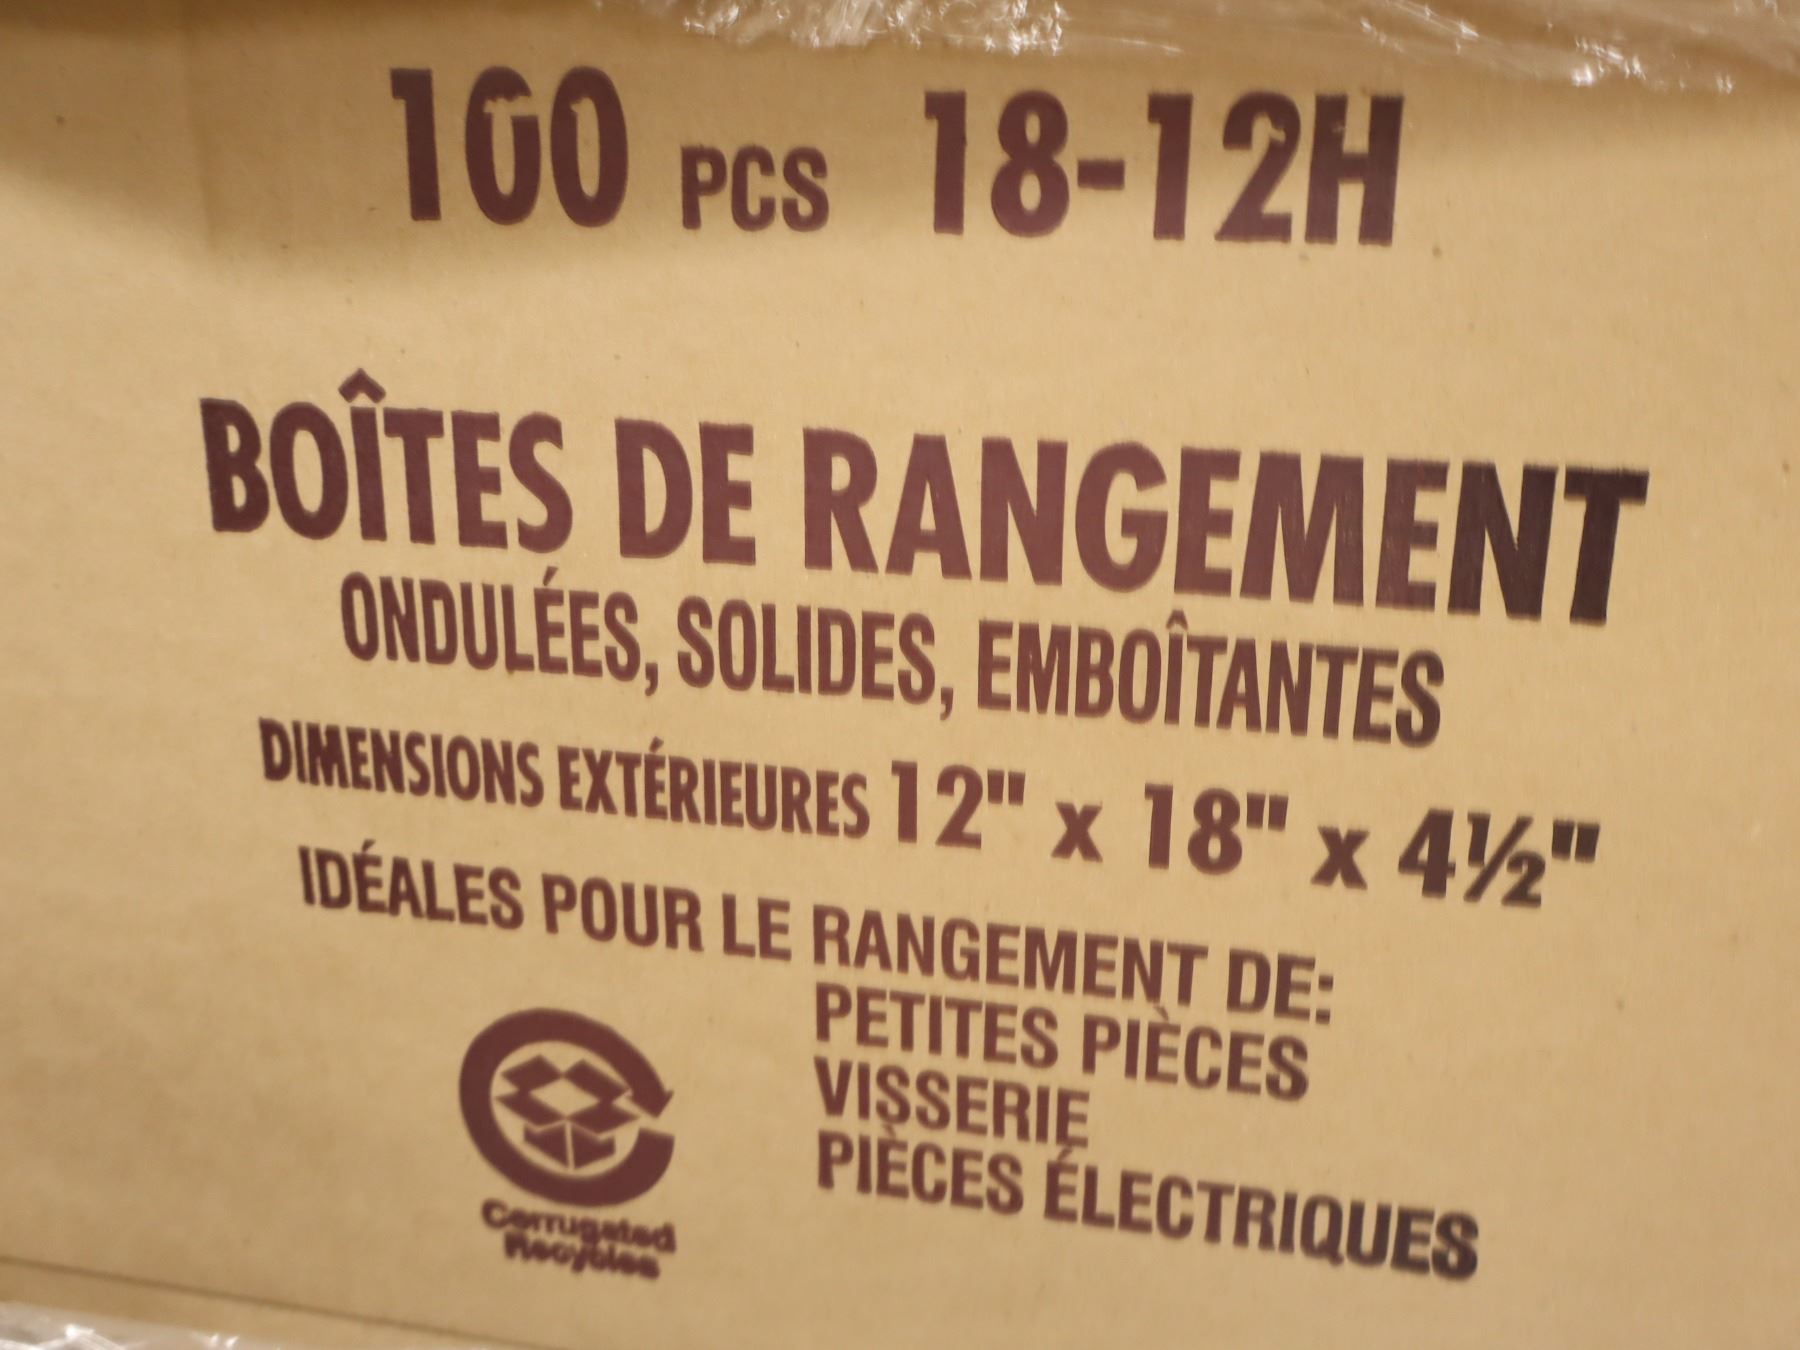 100 PCS 18-12H
BOÎTES DE RANGEMENT
ONDULÉES, SOLIDES, EMBOÎTANTES
DIMENSIONS EXTÉRIEURES 12" x 18" x 4½"
IDÉALES POUR LE RANGEMENT DE:
PETITES PIÈCES
VISSERIE
PIÈCES ÉLECTRIQUES
Corrugated
Recycles